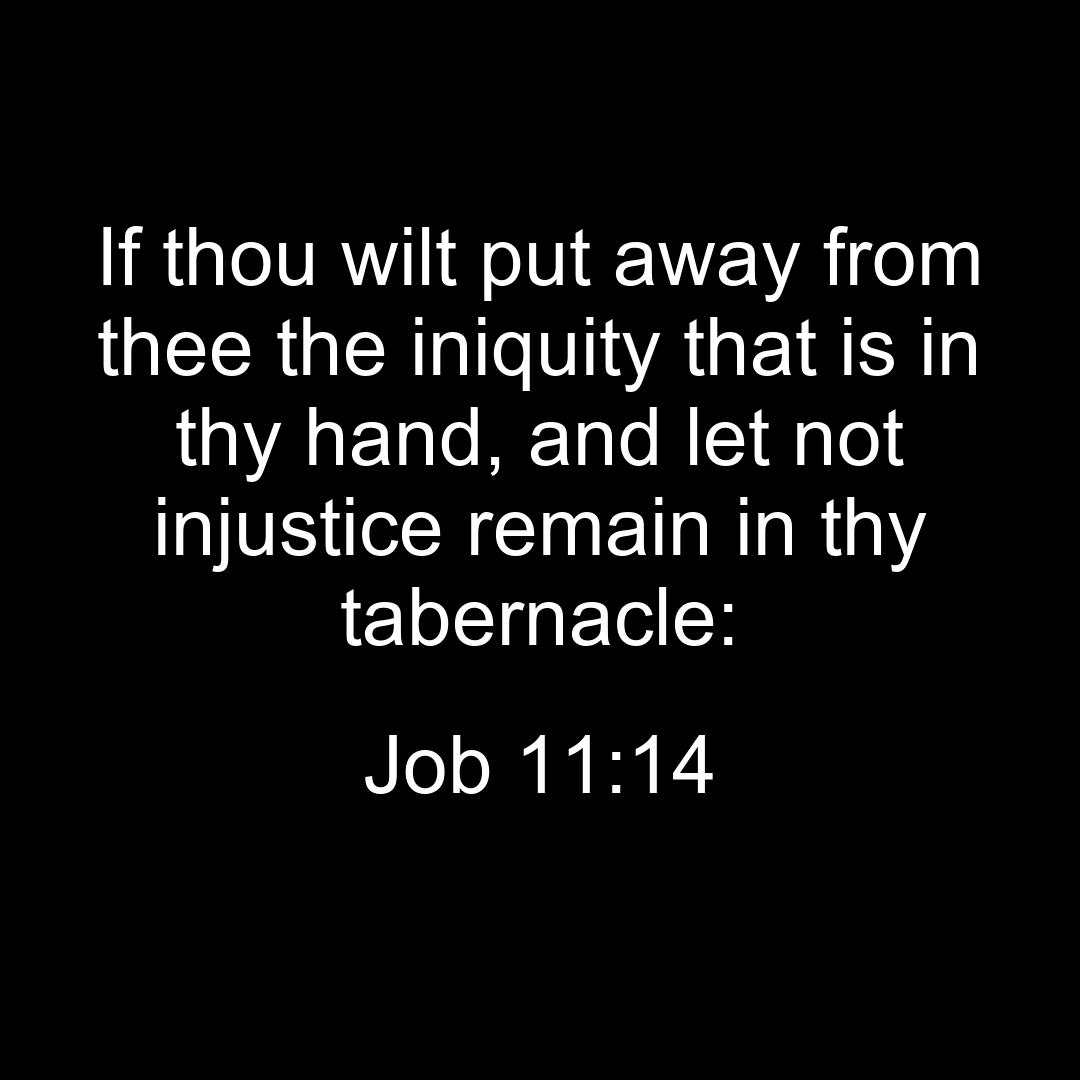 If thou wilt put away from
thee the iniquity that is in
thy hand, and let not
injustice remain in thy
tabernacle:
Job 11:14